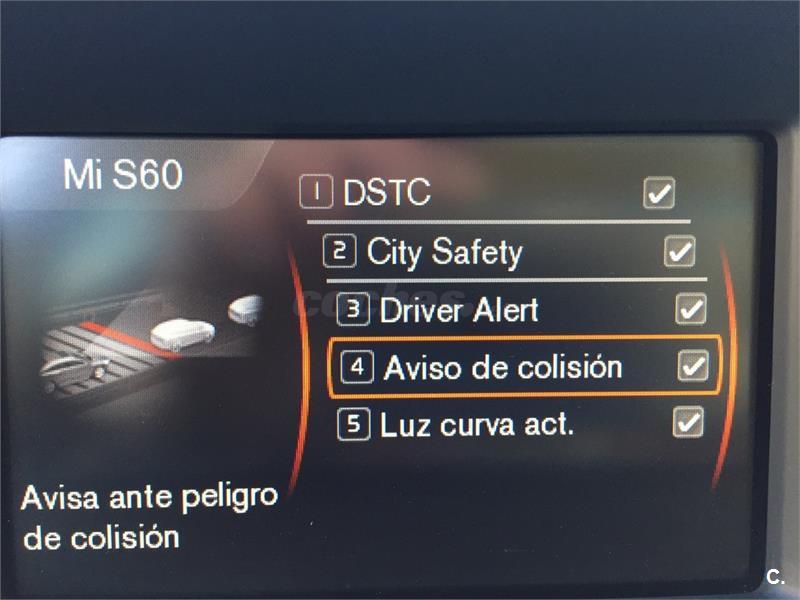 Mi S60
1 DSTC
2 City Safety
3 Driver Alert
4 Aviso de colisión
5 Luz curva act.
Avisa ante peligro
de colisión
coches.
C.